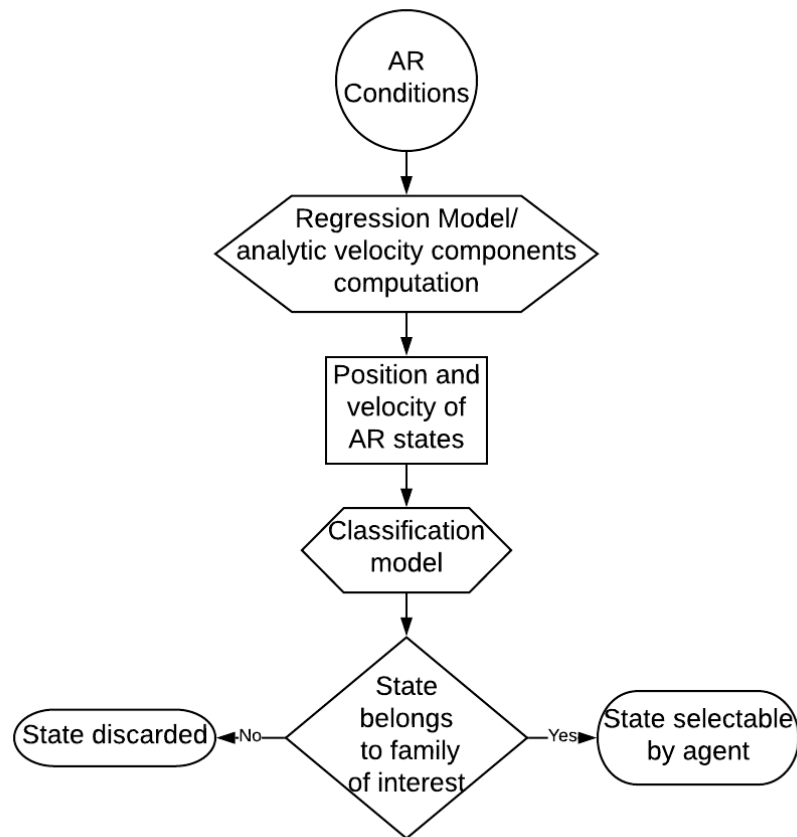 AR
Conditions
Regression Model/
analytic velocity components
computation
Position and
velocity of
AR states
Classification
model
State
belongs
to family
of interest
State discarded
No
Yes
State selectable
by agent